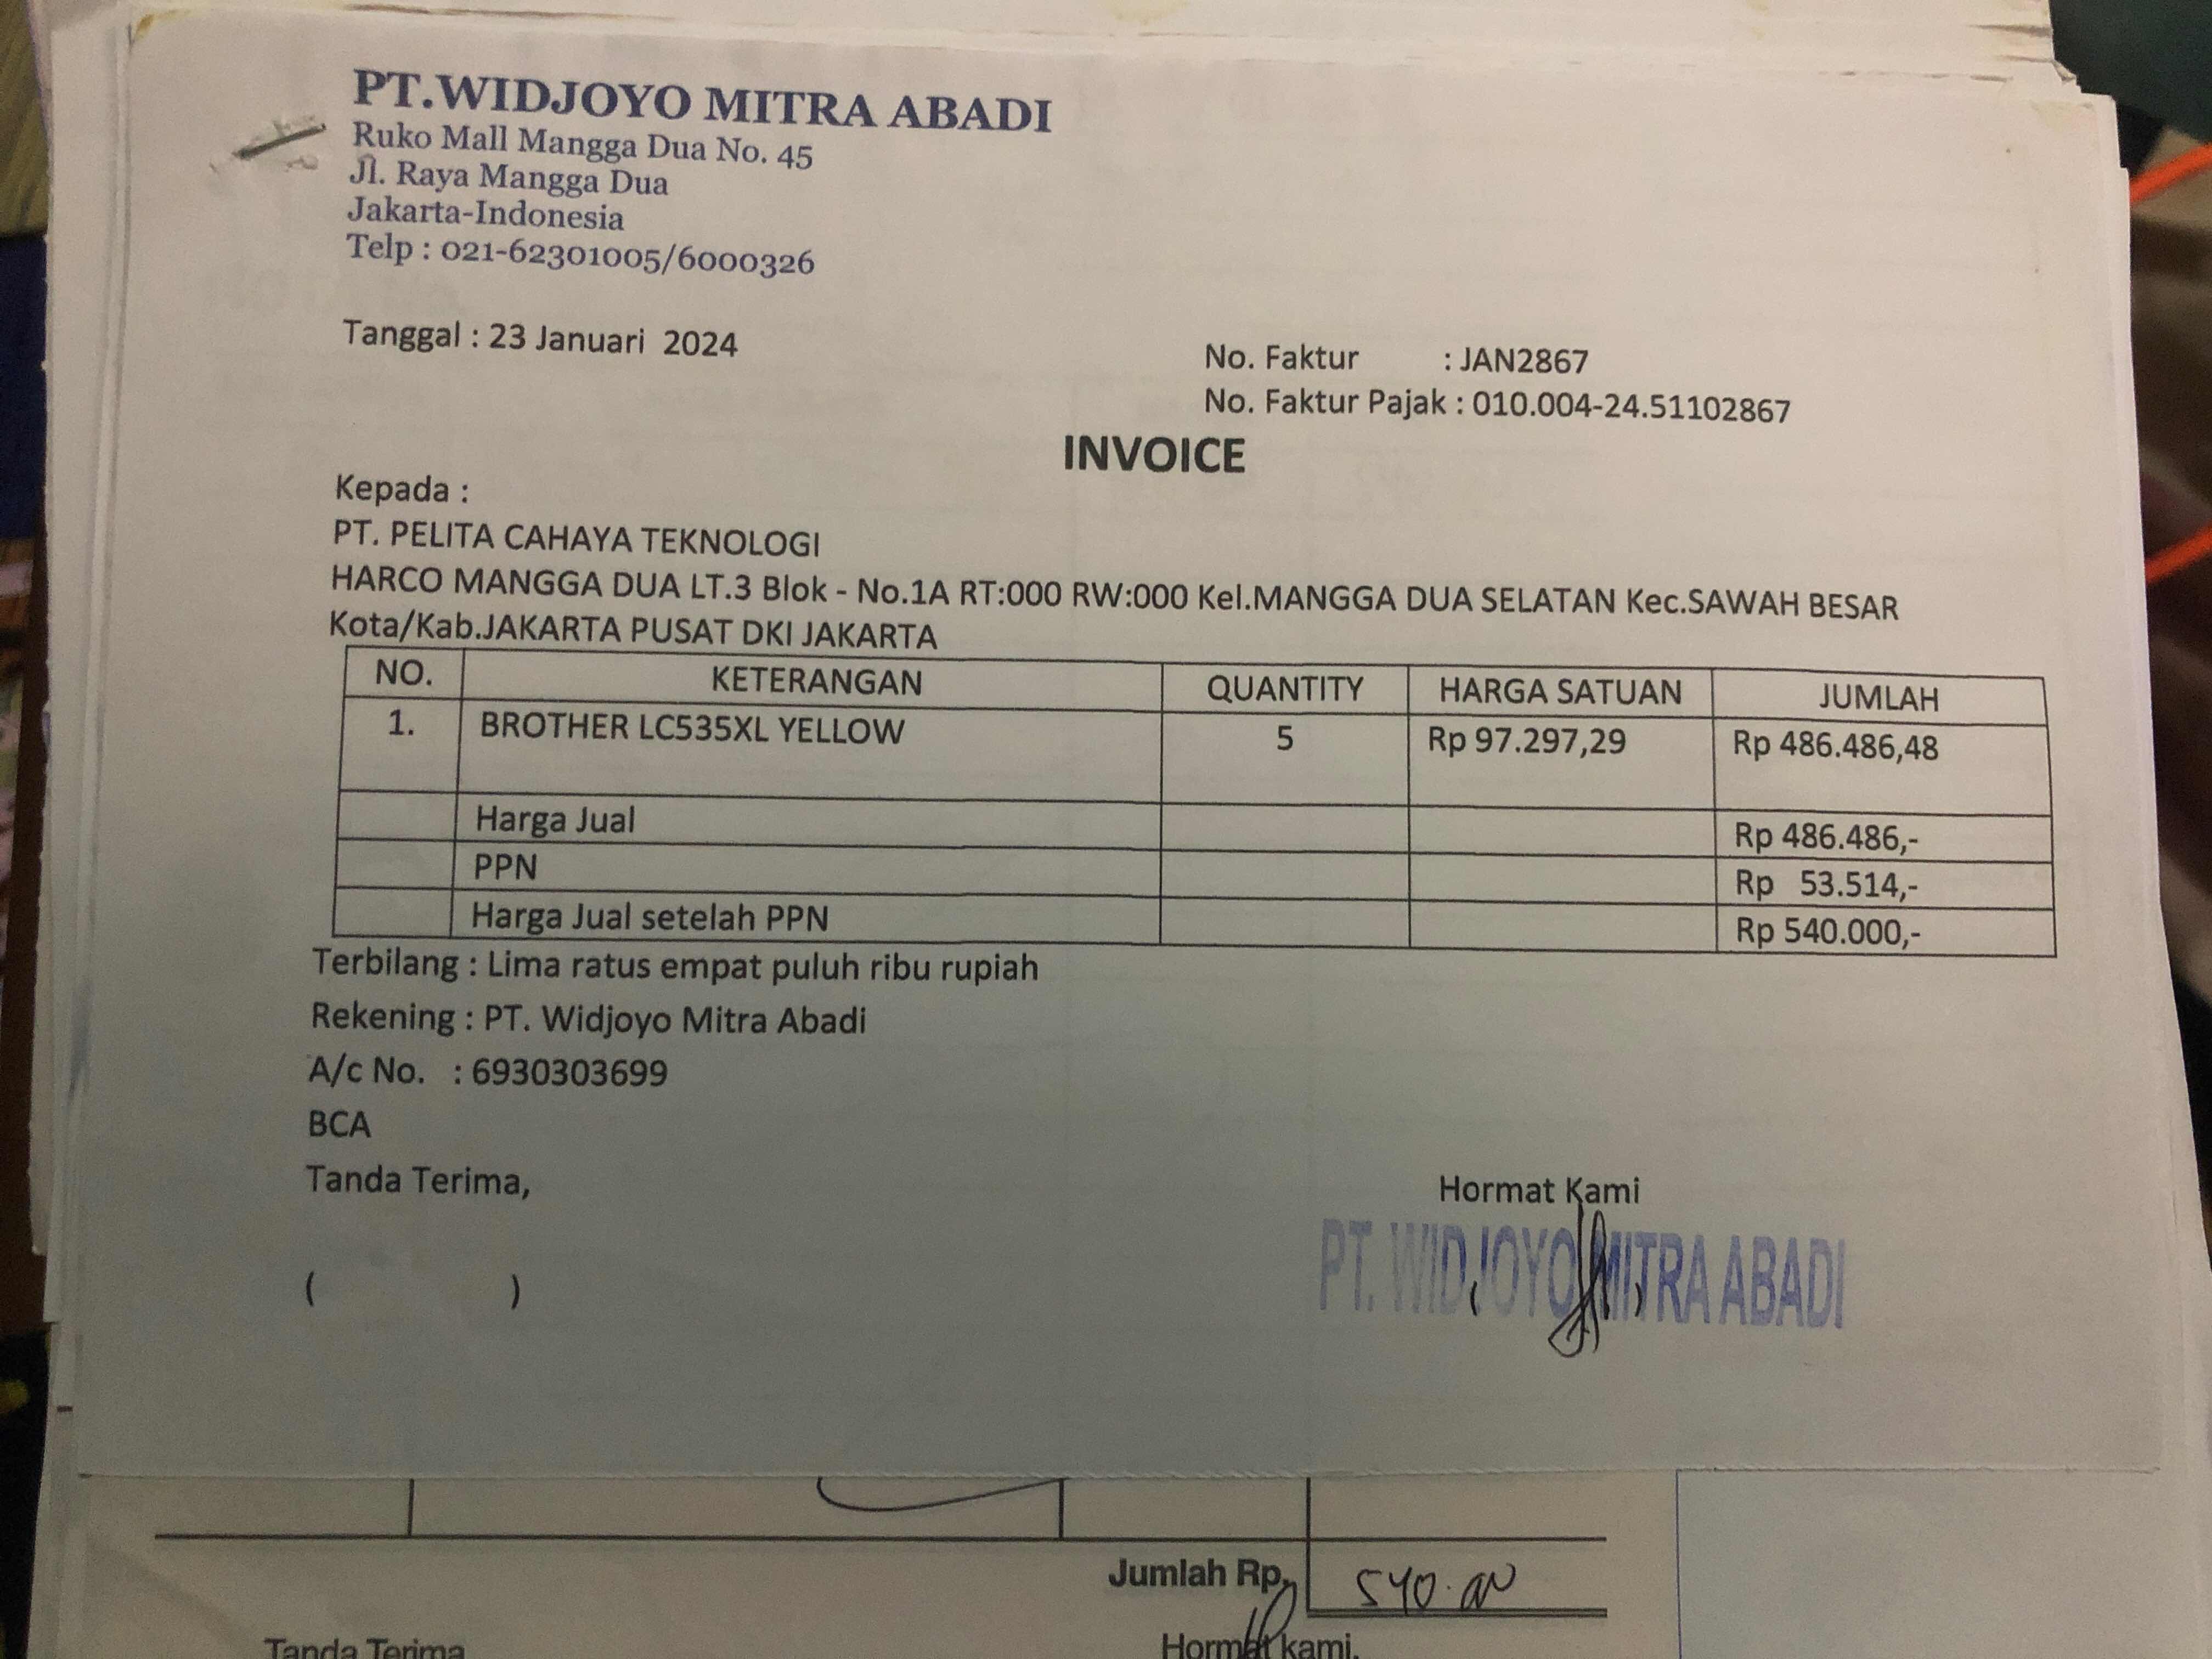 PT.WIDJOYO MITRA ABADI
Ruko Mall Mangga Dua No. 45
Jl. Raya Mangga Dua
Jakarta-Indonesia
Telp : 021-62301005/6000326
Tanggal : 23 Januari 2024
No. Faktur : JAN2867
No. Faktur Pajak : 010.004-24.51102867
INVOICE
Kepada :
PT. PELITA CAHAYA TEKNOLOGI
HARCO MANGGA DUA LT.3 Blok - No.1A RT:000 RW:000 Kel.MANGGA DUA SELATAN Kec.SAWAH BESAR
Kota/Kab.JAKARTA PUSAT DKI JAKARTA
NO. KETERANGAN QUANTITY HARGA SATUAN JUMLAH
1. BROTHER LC535XL YELLOW 5 Rp 97.297,29 Rp 486.486,48
Harga Jual Rp 486.486,-
PPN Rp 53.514,-
Harga Jual setelah PPN Rp 540.000,-
Terbilang : Lima ratus empat puluh ribu rupiah
Rekening : PT. Widjoyo Mitra Abadi
A/c No. : 6930303699
BCA
Tanda Terima, Hormat Kami
PT. WIDJOYO MITRA ABADI
( ) ( )
Jumlah Rp.
Tanda Terima Hormat kami,